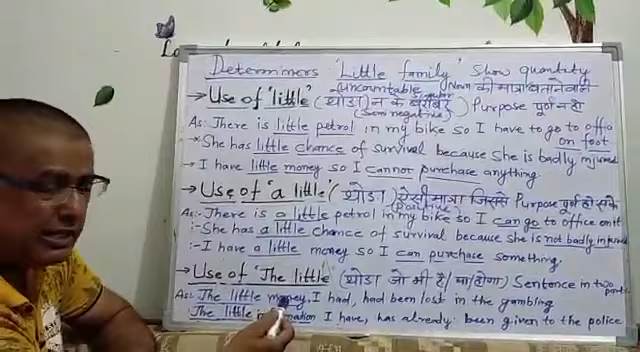 Determiners 'Little family' Show quantity
uncountable Noun की मात्रा बतानेवाले
→ Use of 'little' (थोडा) न के बराबर Singular Purpose पूर्ण न हो
(Semi negative)
As: There is little petrol in my bike so I have to go to office on foot
* She has little chance of survival because she is badly injured
→ I have little money so I cannot purchase anything
→ Use of 'a little' (थोडा) ऐसी मात्रा जिससे Purpose पूर्ण हो सके
(positive)
As:- There is a little petrol in my bike so I can go to office on it
:- She has a little chance of survival because she is not badly injured
:- I have a little money so I can purchase something.
→ Use of 'The little' (थोडा जो भी है/था/होगा) Sentence in two parts
As: The little money, I had, had been lost in the gambling
The little information I have, has already been given to the police